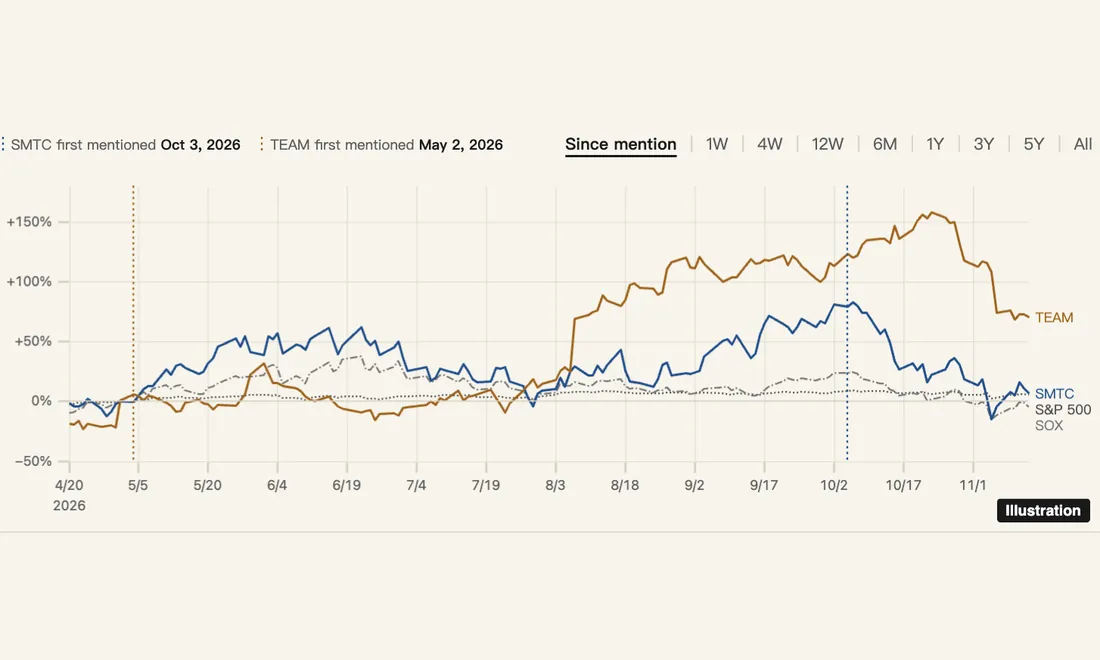 SMTC first mentioned Oct 3, 2026 TEAM first mentioned May 2, 2026
Since mention 1W 4W 12W 6M 1Y 3Y 5Y All
+150%
+100%
+50%
0%
−50%
TEAM
SMTC
S&P 500
SOX
4/20 5/5 5/20 6/4 6/19 7/4 7/19 8/3 8/18 9/2 9/17 10/2 10/17 11/1
2026
Illustration